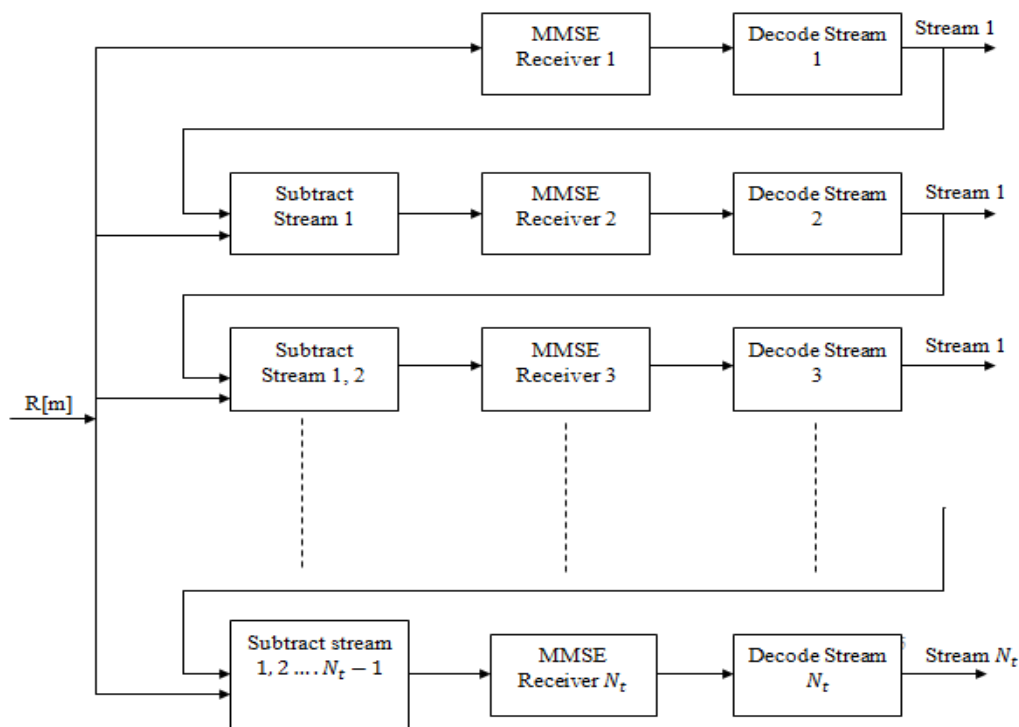 MMSE
Receiver 1
Decode Stream
1
Stream 1
Subtract
Stream 1
MMSE
Receiver 2
Decode Stream
2
Stream 1
Subtract
Stream 1, 2
MMSE
Receiver 3
Decode Stream
3
Stream 1
R[m]
Subtract stream
1, 2 .... N_t − 1
MMSE
Receiver N_t
Decode Stream
N_t
Stream N_t